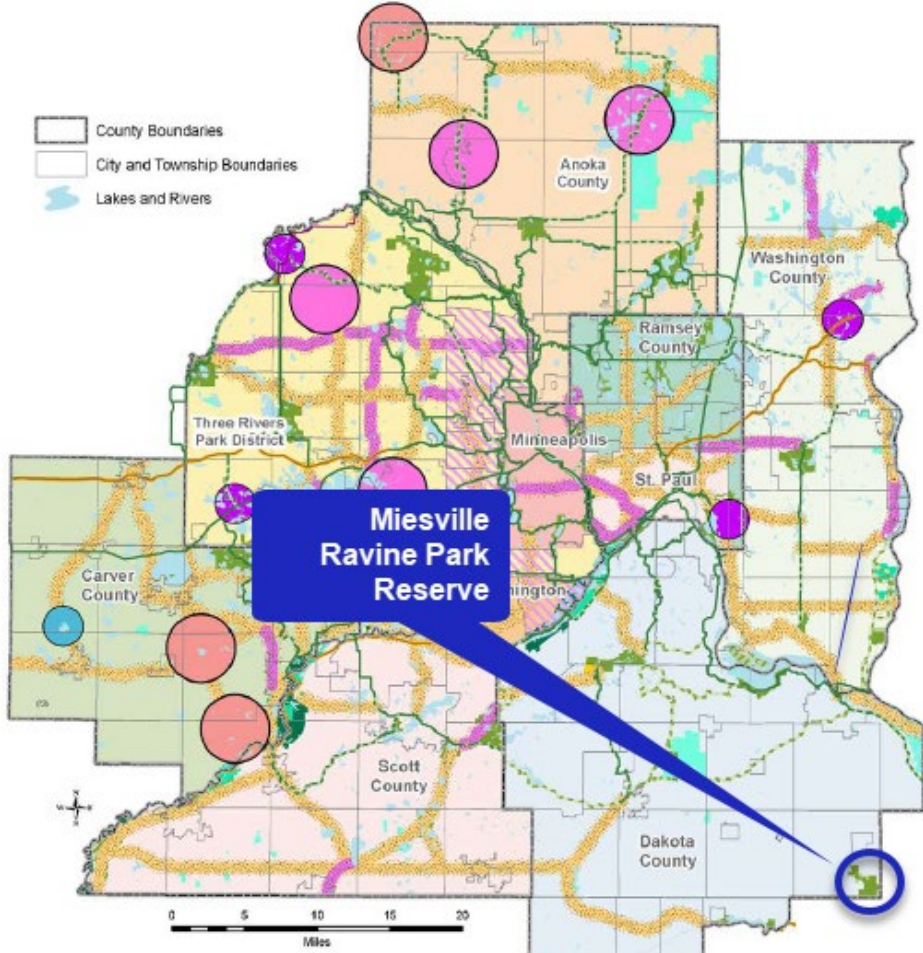 County Boundaries
City and Township Boundaries
Lakes and Rivers
Anoka
County
Washington
County
Ramsey
County
Three Rivers
Park District
Minneapolis
St. Paul
Miesville
Ravine Park
Reserve
Carver
County
Scott
County
Dakota
County
W
0 5 10 15 20
Miles